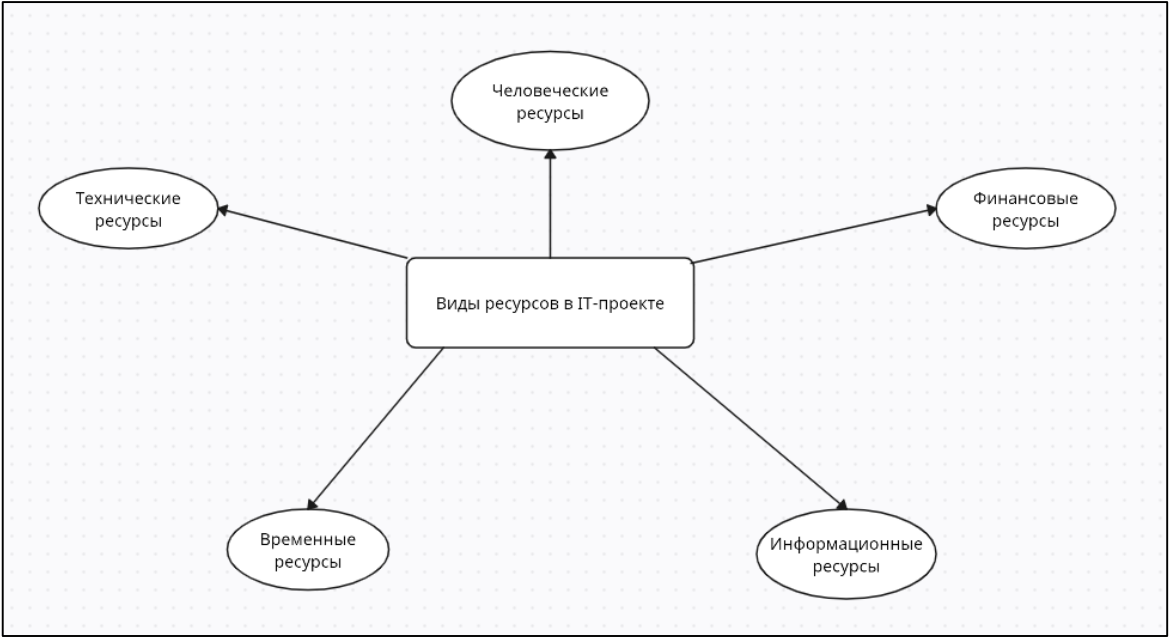 Человеческие
ресурсы
Технические
ресурсы
Финансовые
ресурсы
Виды ресурсов в IT-проекте
Временные
ресурсы
Информационные
ресурсы